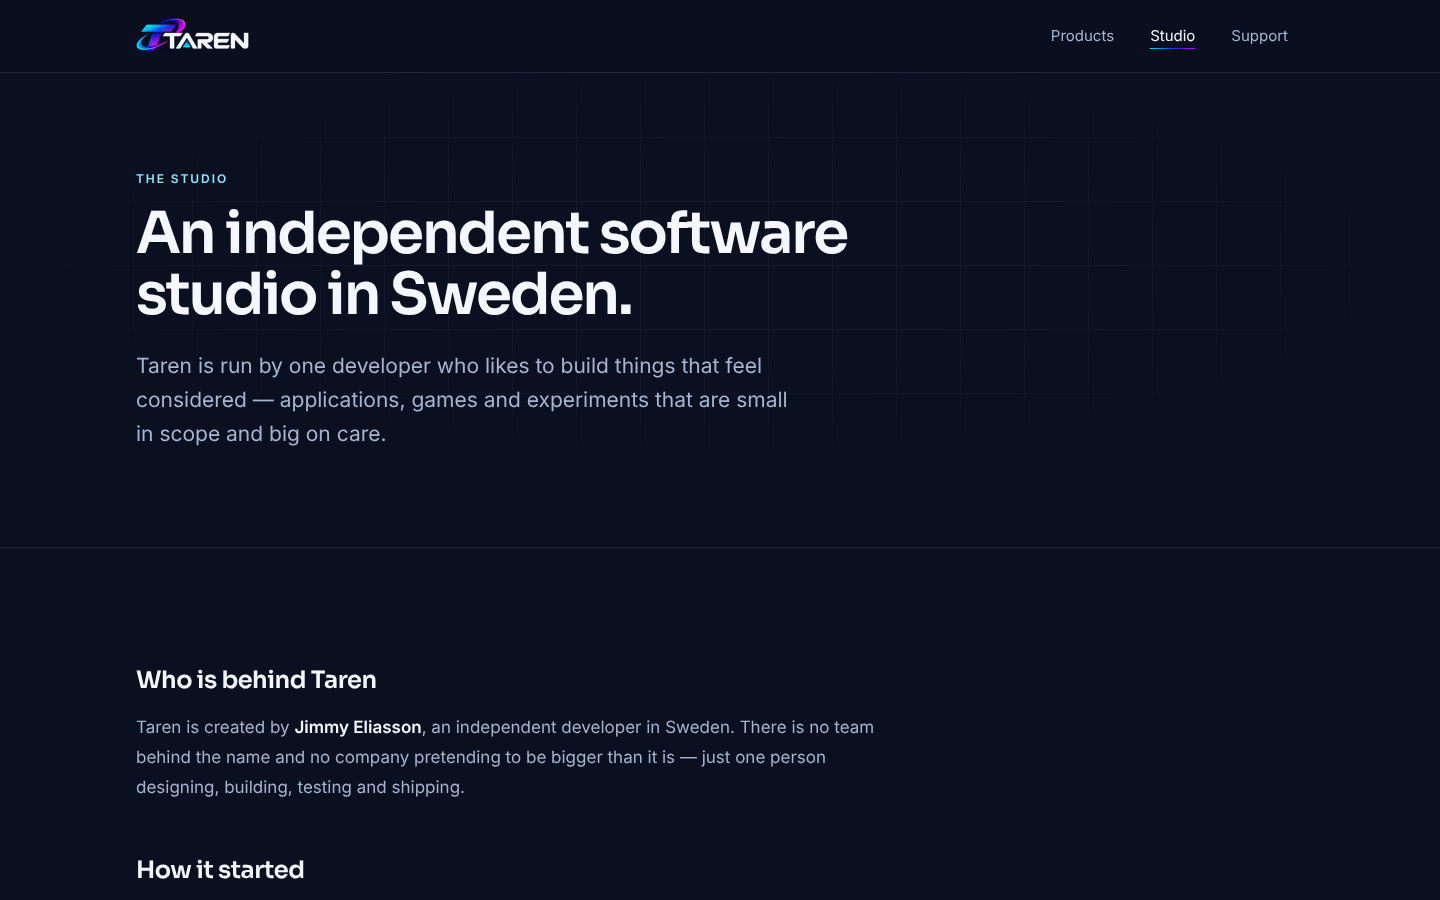 TAREN
Products
Studio
Support
THE STUDIO
An independent software
studio in Sweden.
Taren is run by one developer who likes to build things that feel
considered — applications, games and experiments that are small
in scope and big on care.
Who is behind Taren
Taren is created by Jimmy Eliasson, an independent developer in Sweden. There is no team
behind the name and no company pretending to be bigger than it is — just one person
designing, building, testing and shipping.
How it started